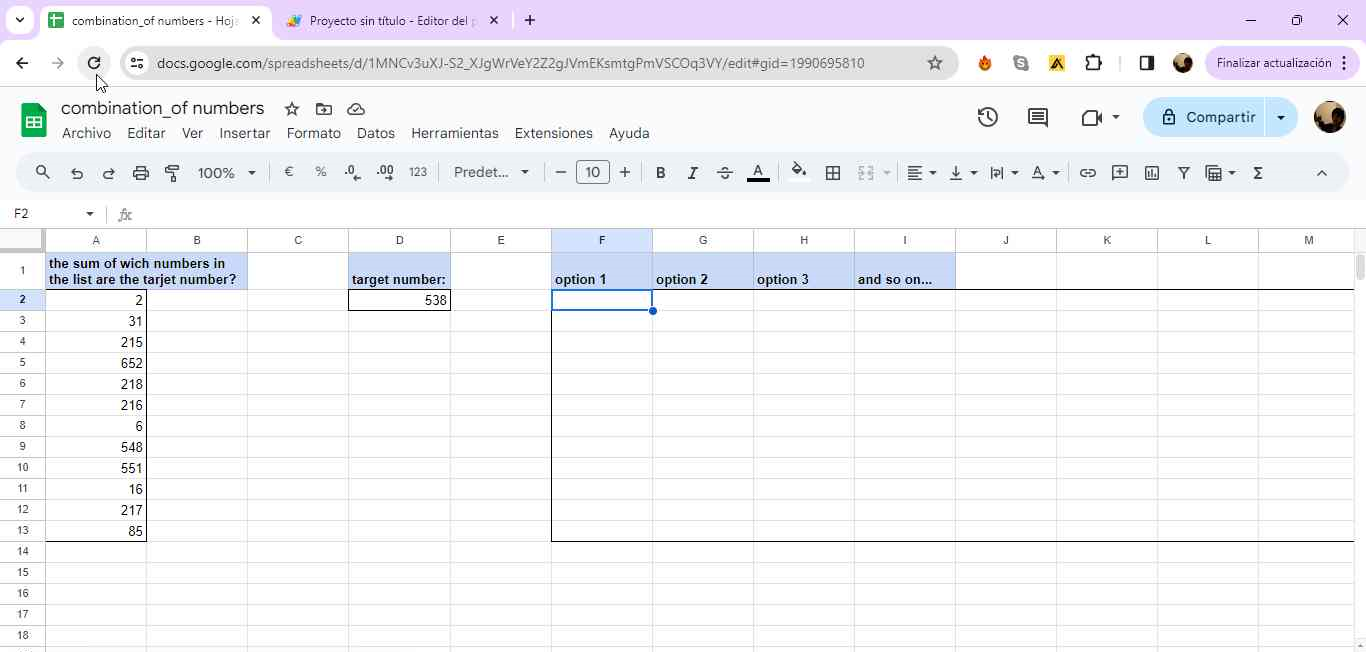 combination_of numbers - Hoj
Proyecto sin título - Editor del p
docs.google.com/spreadsheets/d/1MNCv3uXJ-S2_XJgWrVeY2Z2gJVmEKsmtgPmVSCOq3VY/edit#gid=1990695810
Finalizar actualización
combination_of numbers
Archivo Editar Ver Insertar Formato Datos Herramientas Extensiones Ayuda
Compartir
100% € % .0 .00 123 Predet... 10 B I S A Σ
F2 fx
A B C D E F G H I J K L M
1 the sum of wich numbers in
the list are the tarjet number? target number: option 1 option 2 option 3 and so on...
2 2 538
3 31
4 215
5 652
6 218
7 216
8 6
9 548
10 551
11 16
12 217
13 85
14
15
16
17
18